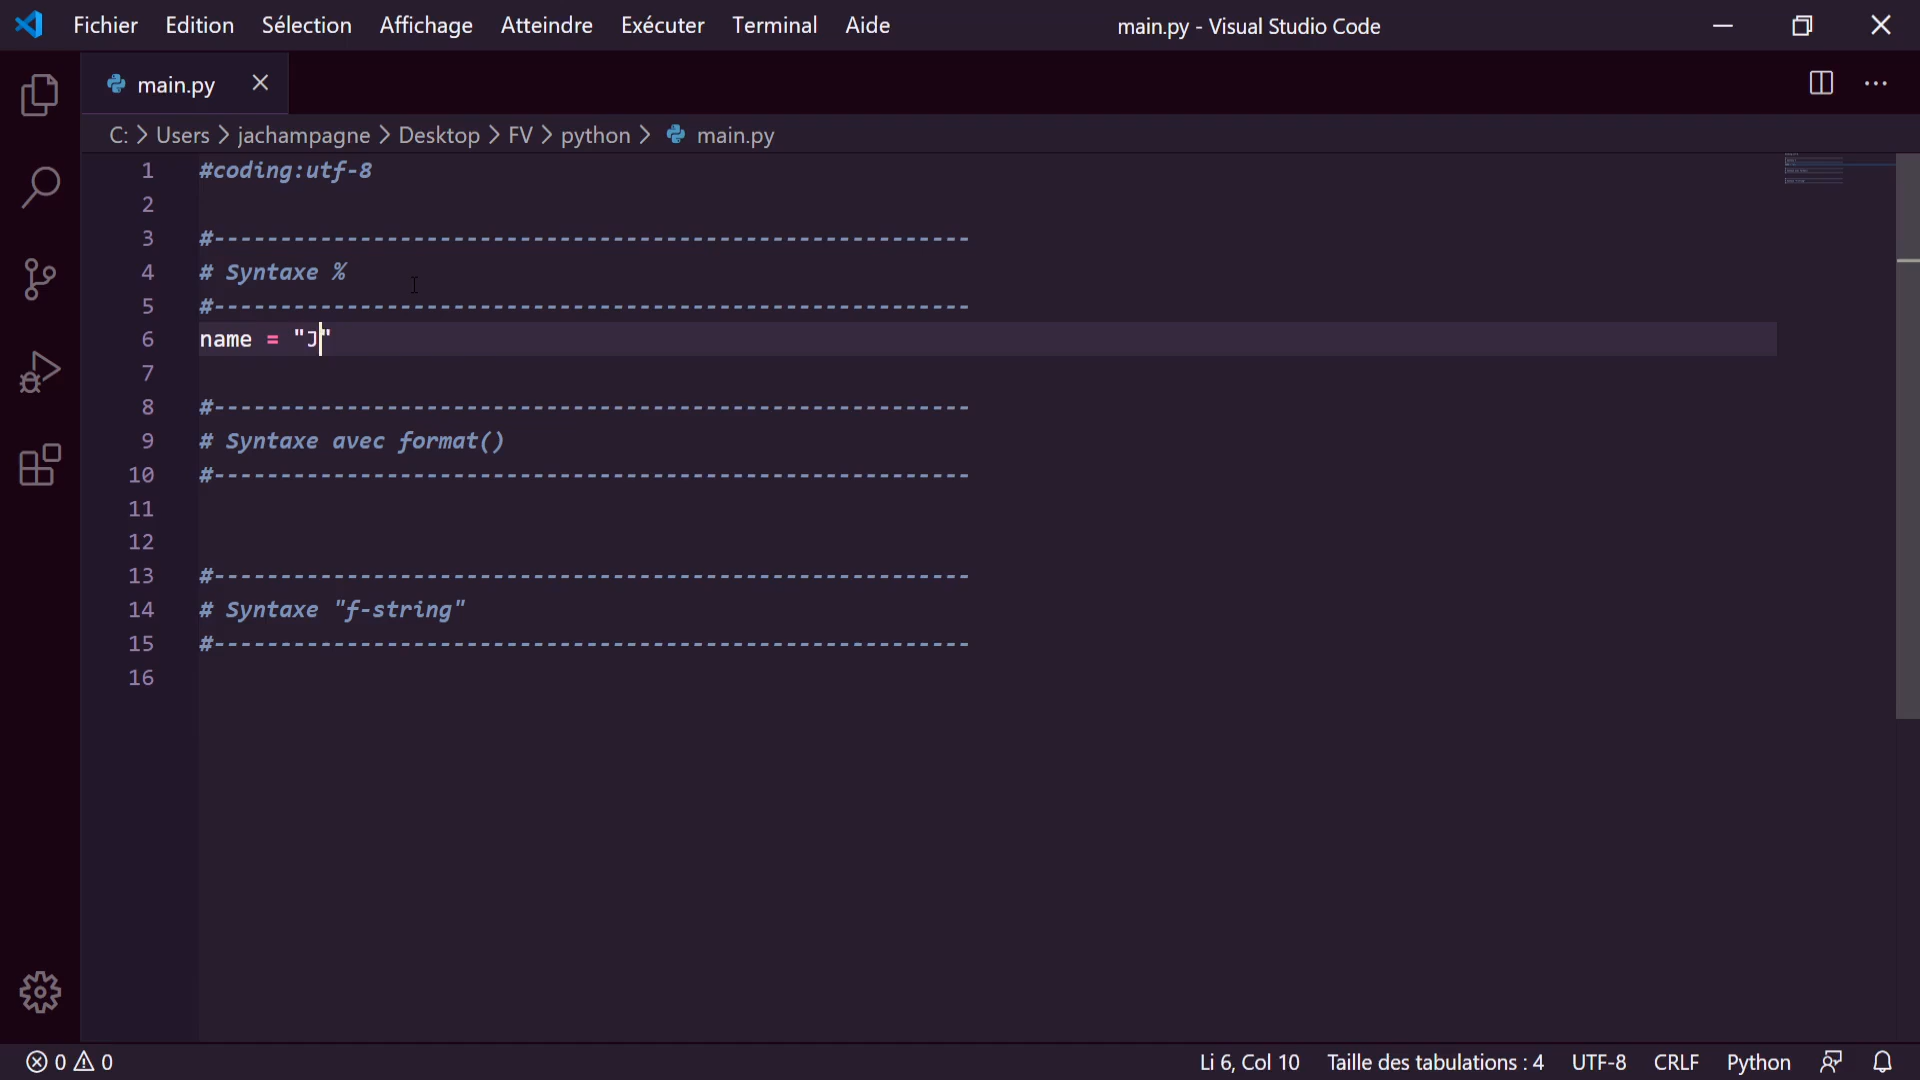 Fichier Edition Sélection Affichage Atteindre Exécuter Terminal Aide main.py - Visual Studio Code
main.py
C: > Users > jachampagne > Desktop > FV > python > main.py
1 #coding:utf-8
2
3 #---------------------------------------------------------
4 # Syntaxe %
5 #---------------------------------------------------------
6 name = "J"
7
8 #---------------------------------------------------------
9 # Syntaxe avec format()
10 #---------------------------------------------------------
11
12
13 #---------------------------------------------------------
14 # Syntaxe "f-string"
15 #---------------------------------------------------------
16
0 0 Li 6, Col 10 Taille des tabulations : 4 UTF-8 CRLF Python